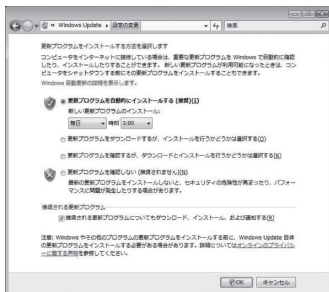 Windows Update ▸ 設定の変更
検索
更新プログラムをインストールする方法を選択します
コンピュータをインターネットに接続している場合は、重要な更新プログラムを Windows で自動的に確認
したり、インストールしたりすることができます。新しい更新プログラムが利用可能になったときは、コン
ピュータをシャットダウンする前にその更新プログラムをインストールすることもできます。
Windows 自動更新の詳細を表示します。
更新プログラムを自動的にインストールする (推奨)(I)
新しい更新プログラムのインストール:
毎日 時刻 3:00
更新プログラムをダウンロードするが、インストールを行うかどうかは選択する(O)
更新プログラムを確認するが、ダウンロードとインストールを行うかどうかは選択する(K)
更新プログラムを確認しない (推奨されません)(N)
最新の更新プログラムをインストールしないと、セキュリティの危険性が高まったり、パフォー
マンスに問題が発生したりする場合があります。
推奨される更新プログラム
推奨される更新プログラムについてもダウンロード、インストール、および通知する(R)
注意: Windows やその他のプログラムの更新プログラムをインストールする前に、Windows Update 自体
の更新プログラムをインストールする必要がある場合があります。詳細についてはオンラインのプライバシ
ーに関する声明を参照してください。
OK キャンセル